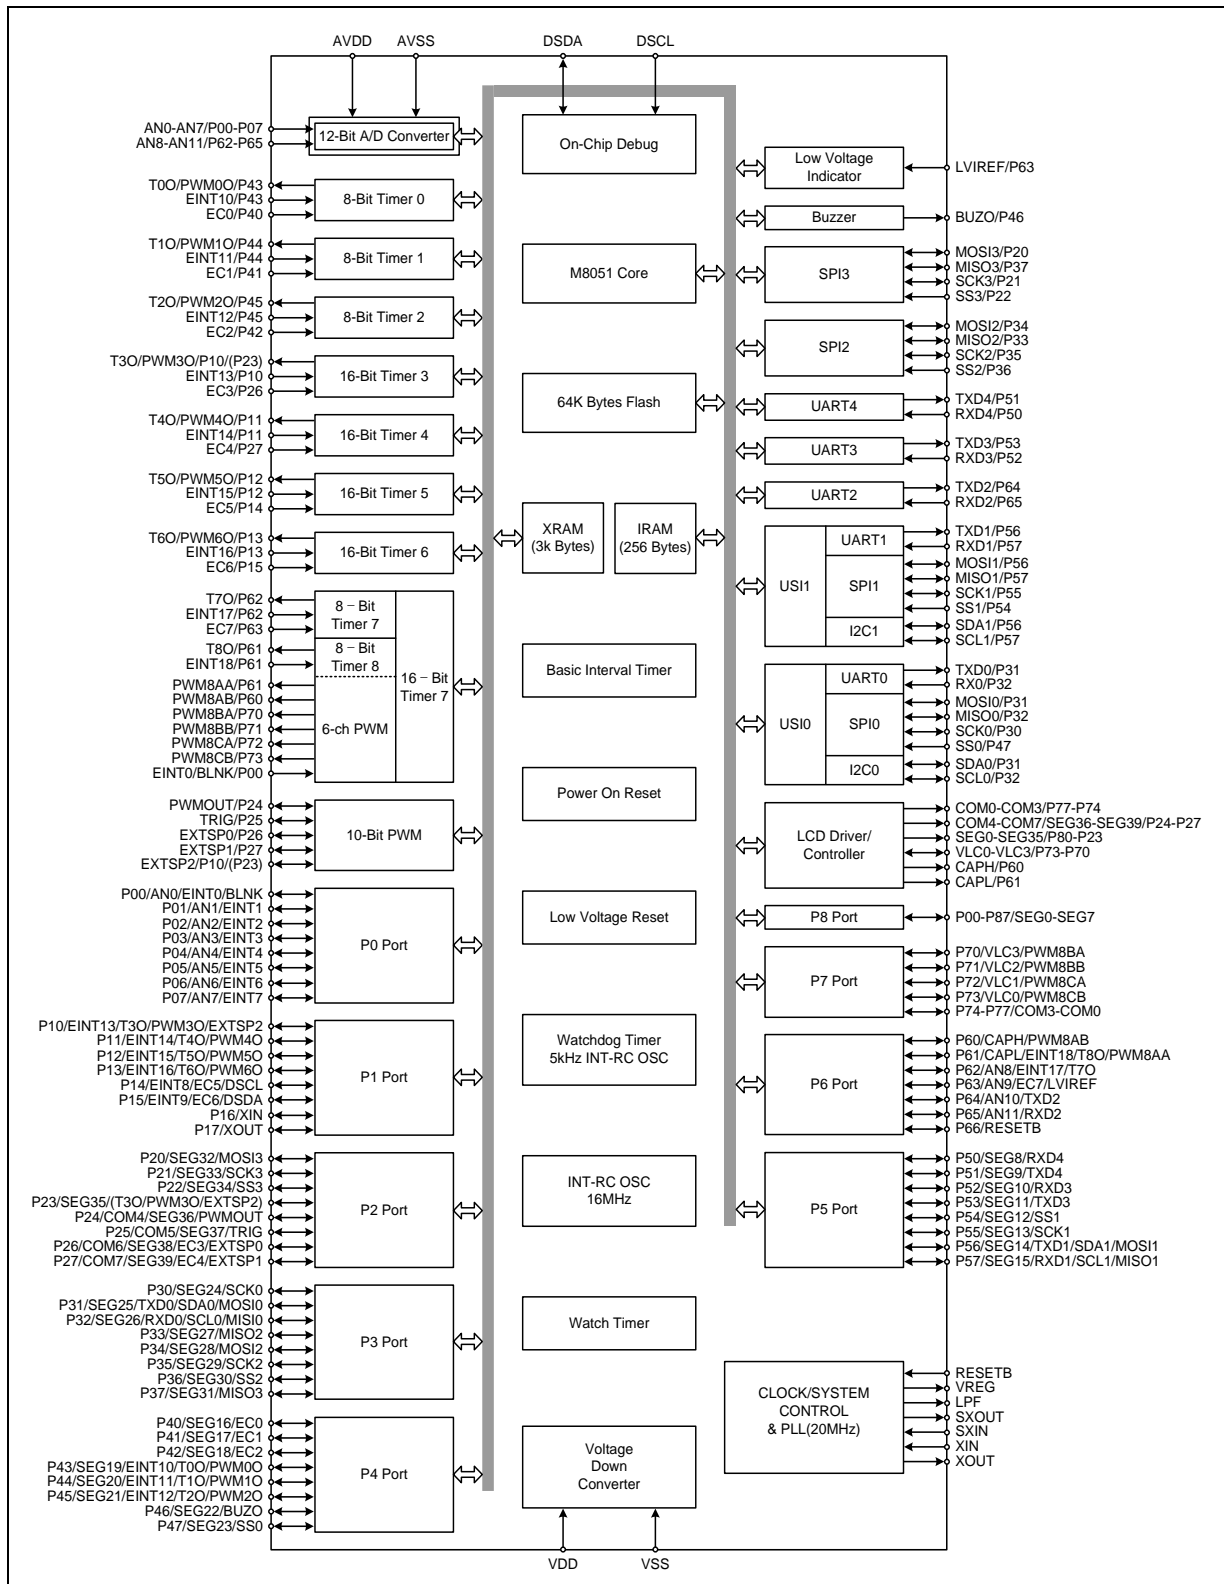 AVDD
AVSS
DSDA
DSCL
AN0-AN7/P00-P07
AN8-AN11/P62-P65
12-Bit A/D Converter
T0O/PWM0O/P43
EINT10/P43
EC0/P40
8-Bit Timer 0
T1O/PWM1O/P44
EINT11/P44
EC1/P41
8-Bit Timer 1
T2O/PWM2O/P45
EINT12/P45
EC2/P42
8-Bit Timer 2
T3O/PWM3O/P10/(P23)
EINT13/P10
EC3/P26
16-Bit Timer 3
T4O/PWM4O/P11
EINT14/P11
EC4/P27
16-Bit Timer 4
T5O/PWM5O/P12
EINT15/P12
EC5/P14
16-Bit Timer 5
T6O/PWM6O/P13
EINT16/P13
EC6/P15
16-Bit Timer 6
T7O/P62
EINT17/P62
EC7/P63
T8O/P61
EINT18/P61
PWM8AA/P61
PWM8AB/P60
PWM8BA/P70
PWM8BB/P71
PWM8CA/P72
PWM8CB/P73
EINT0/BLNK/P00
8 – Bit
Timer 7
8 – Bit
Timer 8
6-ch PWM
16 – Bit
Timer 7
PWMOUT/P24
TRIG/P25
EXTSP0/P26
EXTSP1/P27
EXTSP2/P10/(P23)
10-Bit PWM
P00/AN0/EINT0/BLNK
P01/AN1/EINT1
P02/AN2/EINT2
P03/AN3/EINT3
P04/AN4/EINT4
P05/AN5/EINT5
P06/AN6/EINT6
P07/AN7/EINT7
P0 Port
P10/EINT13/T3O/PWM3O/EXTSP2
P11/EINT14/T4O/PWM4O
P12/EINT15/T5O/PWM5O
P13/EINT16/T6O/PWM6O
P14/EINT8/EC5/DSCL
P15/EINT9/EC6/DSDA
P16/XIN
P17/XOUT
P1 Port
P20/SEG32/MOSI3
P21/SEG33/SCK3
P22/SEG34/SS3
P23/SEG35/(T3O/PWM3O/EXTSP2)
P24/COM4/SEG36/PWMOUT
P25/COM5/SEG37/TRIG
P26/COM6/SEG38/EC3/EXTSP0
P27/COM7/SEG39/EC4/EXTSP1
P2 Port
P30/SEG24/SCK0
P31/SEG25/TXD0/SDA0/MOSI0
P32/SEG26/RXD0/SCL0/MISI0
P33/SEG27/MISO2
P34/SEG28/MOSI2
P35/SEG29/SCK2
P36/SEG30/SS2
P37/SEG31/MISO3
P3 Port
P40/SEG16/EC0
P41/SEG17/EC1
P42/SEG18/EC2
P43/SEG19/EINT10/T0O/PWM0O
P44/SEG20/EINT11/T1O/PWM1O
P45/SEG21/EINT12/T2O/PWM2O
P46/SEG22/BUZO
P47/SEG23/SS0
P4 Port
On-Chip Debug
M8051 Core
64K Bytes Flash
XRAM
(3k Bytes)
IRAM
(256 Bytes)
Basic Interval Timer
Power On Reset
Low Voltage Reset
Watchdog Timer
5kHz INT-RC OSC
INT-RC OSC
16MHz
Watch Timer
Voltage
Down
Converter
VDD
VSS
Low Voltage
Indicator
LVIREF/P63
Buzzer
BUZO/P46
SPI3
MOSI3/P20
MISO3/P37
SCK3/P21
SS3/P22
SPI2
MOSI2/P34
MISO2/P33
SCK2/P35
SS2/P36
UART4
TXD4/P51
RXD4/P50
UART3
TXD3/P53
RXD3/P52
UART2
TXD2/P64
RXD2/P65
USI1
UART1
SPI1
I2C1
TXD1/P56
RXD1/P57
MOSI1/P56
MISO1/P57
SCK1/P55
SS1/P54
SDA1/P56
SCL1/P57
USI0
UART0
SPI0
I2C0
TXD0/P31
RX0/P32
MOSI0/P31
MISO0/P32
SCK0/P30
SS0/P47
SDA0/P31
SCL0/P32
LCD Driver/
Controller
COM0-COM3/P77-P74
COM4-COM7/SEG36-SEG39/P24-P27
SEG0-SEG35/P80-P23
VLC0-VLC3/P73-P70
CAPH/P60
CAPL/P61
P8 Port
P00-P87/SEG0-SEG7
P7 Port
P70/VLC3/PWM8BA
P71/VLC2/PWM8BB
P72/VLC1/PWM8CA
P73/VLC0/PWM8CB
P74-P77/COM3-COM0
P6 Port
P60/CAPH/PWM8AB
P61/CAPL/EINT18/T8O/PWM8AA
P62/AN8/EINT17/T7O
P63/AN9/EC7/LVIREF
P64/AN10/TXD2
P65/AN11/RXD2
P66/RESETB
P5 Port
P50/SEG8/RXD4
P51/SEG9/TXD4
P52/SEG10/RXD3
P53/SEG11/TXD3
P54/SEG12/SS1
P55/SEG13/SCK1
P56/SEG14/TXD1/SDA1/MOSI1
P57/SEG15/RXD1/SCL1/MISO1
CLOCK/SYSTEM
CONTROL
& PLL(20MHz)
RESETB
VREG
LPF
SXOUT
SXIN
XIN
XOUT